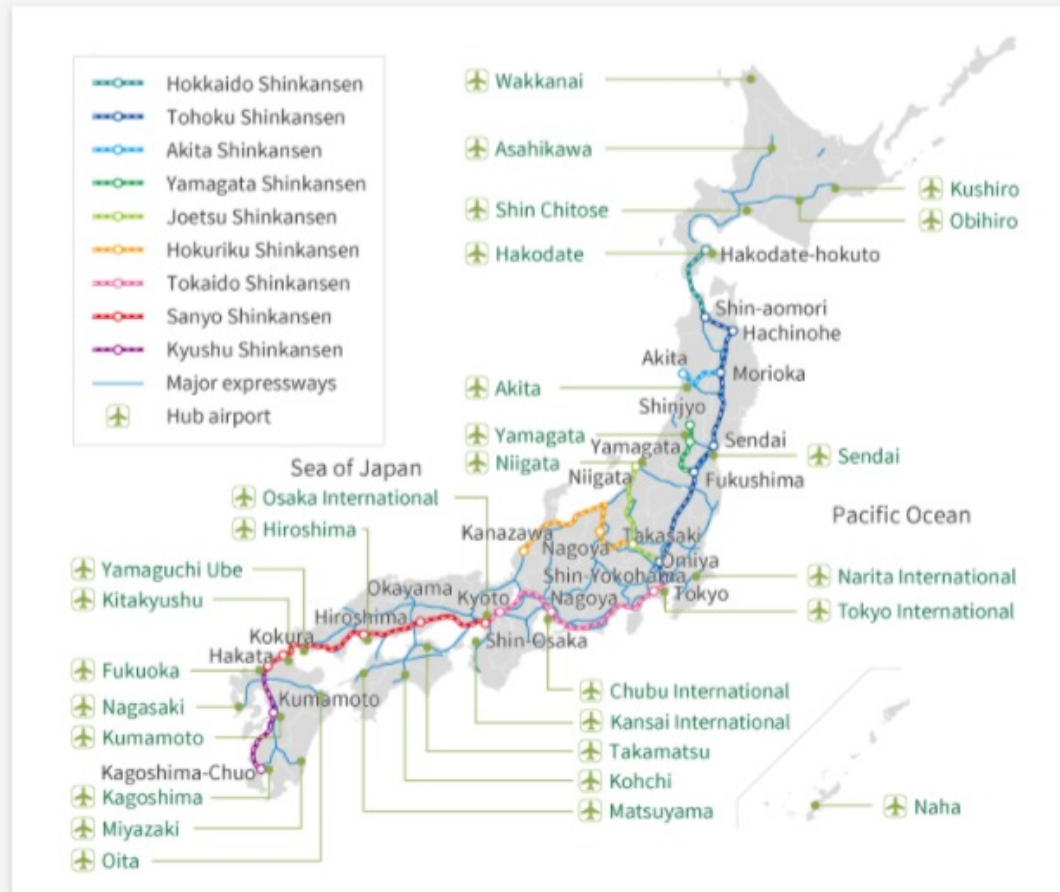 Hokkaido Shinkansen
Tohoku Shinkansen
Akita Shinkansen
Yamagata Shinkansen
Joetsu Shinkansen
Hokuriku Shinkansen
Tokaido Shinkansen
Sanyo Shinkansen
Kyushu Shinkansen
Major expressways
Hub airport
Wakkanai
Asahikawa
Kushiro
Shin Chitose
Obihiro
Hakodate
Hakodate-hokuto
Shin-aomori
Hachinohe
Akita
Morioka
Akita
Shinjyo
Yamagata
Yamagata
Sendai
Sendai
Niigata
Niigata
Fukushima
Sea of Japan
Osaka International
Pacific Ocean
Hiroshima
Kanazawa
Nagoya
Takasaki
Omiya
Yamaguchi Ube
Shin-Yokohama
Narita International
Okayama
Kitakyushu
Kyoto
Nagoya
Tokyo
Tokyo International
Hiroshima
Kokura
Shin-Osaka
Hakata
Fukuoka
Chubu International
Kumamoto
Nagasaki
Kansai International
Kumamoto
Takamatsu
Kagoshima-Chuo
Kohchi
Kagoshima
Matsuyama
Naha
Miyazaki
Oita